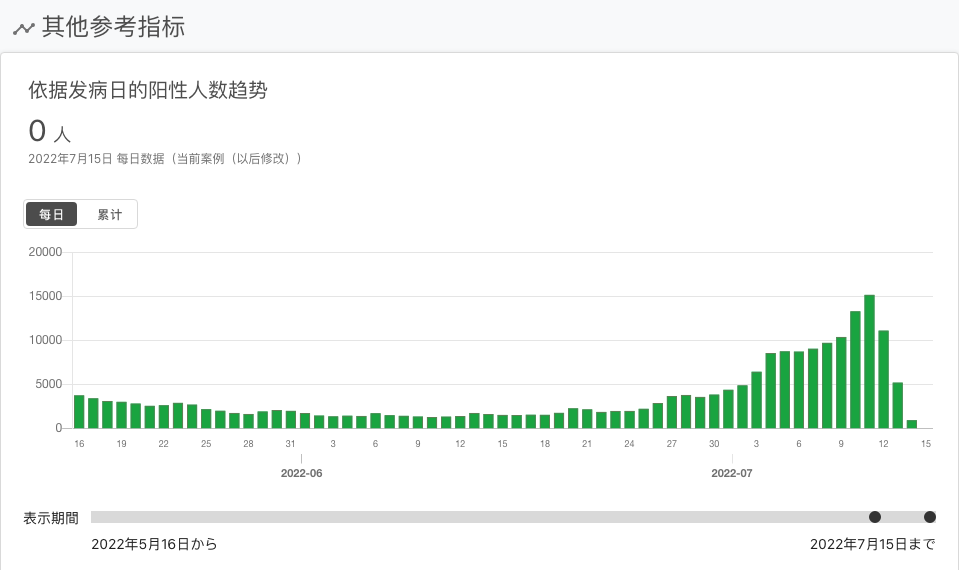 其他参考指标
依据发病日的阳性人数趋势
0 人
2022年7月15日 每日数据（当前案例（以后修改））
每日 累计
20000
15000
10000
5000
0
16 19 22 25 28 31 3 6 9 12 15 18 21 24 27 30 3 6 9 12 15
2022-06 2022-07
表示期間
2022年5月16日から 2022年7月15日まで